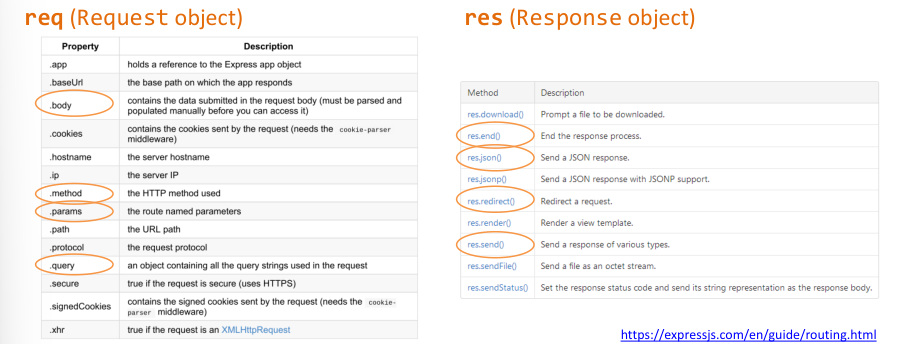 req (Request object)
Property Description
.app holds a reference to the Express app object
.baseUrl the base path on which the app responds
.body contains the data submitted in the request body (must be parsed and
populated manually before you can access it)
.cookies contains the cookies sent by the request (needs the cookie-parser
middleware)
.hostname the server hostname
.ip the server IP
.method the HTTP method used
.params the route named parameters
.path the URL path
.protocol the request protocol
.query an object containing all the query strings used in the request
.secure true if the request is secure (uses HTTPS)
.signedCookies contains the signed cookies sent by the request (needs the cookie-
parser middleware)
.xhr true if the request is an XMLHttpRequest
res (Response object)
Method Description
res.download() Prompt a file to be downloaded.
res.end() End the response process.
res.json() Send a JSON response.
res.jsonp() Send a JSON response with JSONP support.
res.redirect() Redirect a request.
res.render() Render a view template.
res.send() Send a response of various types.
res.sendFile() Send a file as an octet stream.
res.sendStatus() Set the response status code and send its string representation as the response body.
https://expressjs.com/en/guide/routing.html